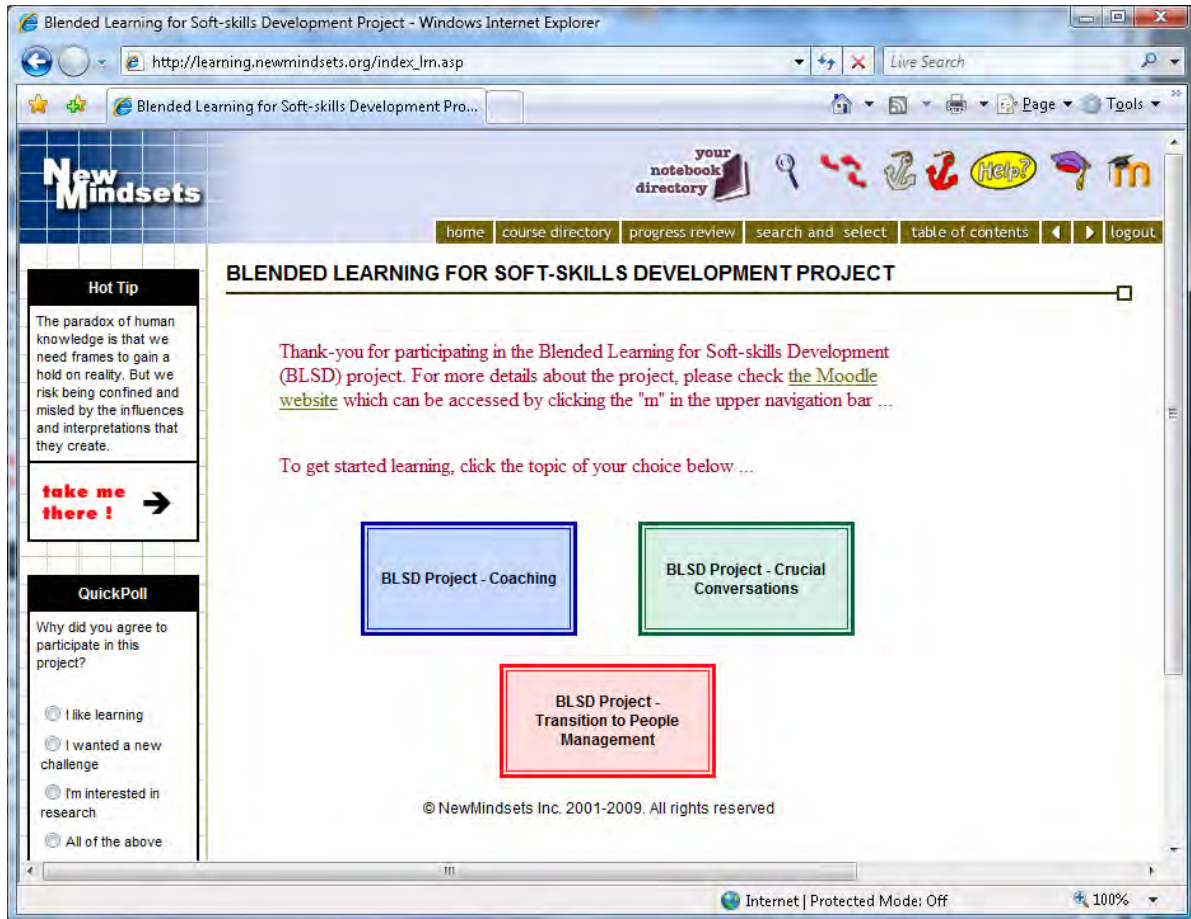 Blended Learning for Soft-skills Development Project - Windows Internet Explorer
http://learning.newmindsets.org/index_lrn.asp
Live Search
Blended Learning for Soft-skills Development Pro...
Page
Tools
New
Mindsets
your
notebook
directory
Help?
m
home
course directory
progress review
search and select
table of contents
logout
BLENDED LEARNING FOR SOFT-SKILLS DEVELOPMENT PROJECT
Hot Tip
The paradox of human
knowledge is that we
need frames to gain a
hold on reality. But we
risk being confined and
misled by the influences
and interpretations that
they create.
take me
there !
QuickPoll
Why did you agree to
participate in this
project?
I like learning
I wanted a new
challenge
I'm interested in
research
All of the above
Thank-you for participating in the Blended Learning for Soft-skills Development
(BLSD) project. For more details about the project, please check the Moodle
website which can be accessed by clicking the "m" in the upper navigation bar ...
To get started learning, click the topic of your choice below ...
BLSD Project - Coaching
BLSD Project - Crucial
Conversations
BLSD Project -
Transition to People
Management
© NewMindsets Inc. 2001-2009. All rights reserved
Internet | Protected Mode: Off
100%